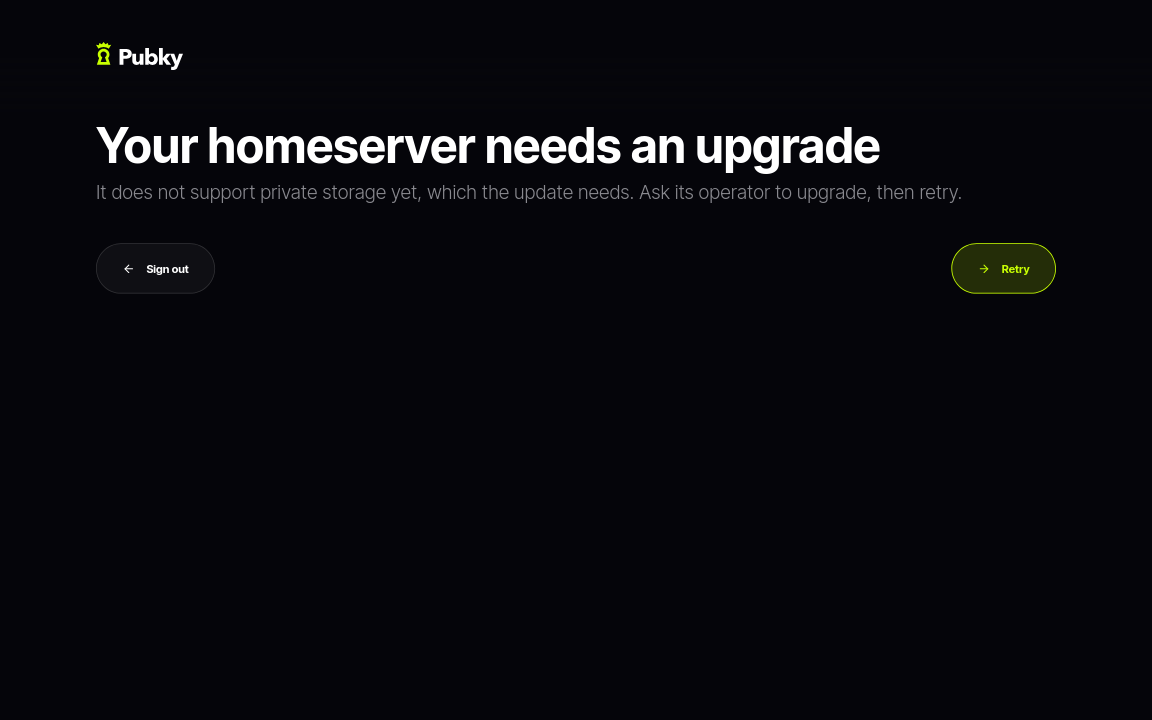 Pubky
Your homeserver needs an upgrade
It does not support private storage yet, which the update needs. Ask its operator to upgrade, then retry.
Sign out
Retry